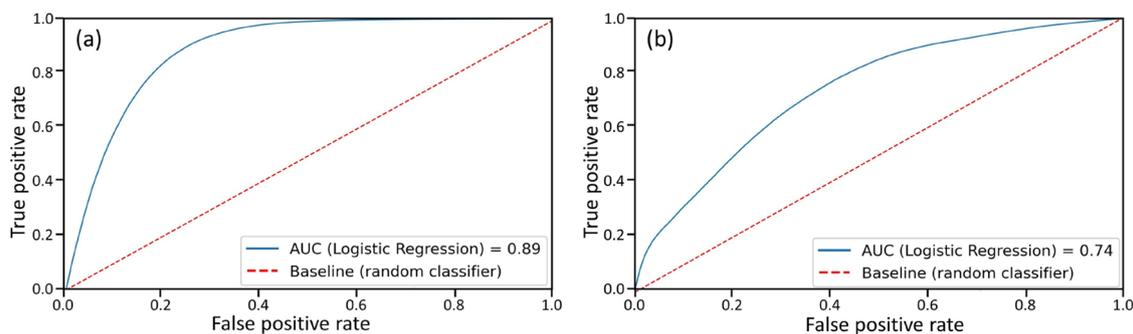 (a)
True positive rate
1.0
0.8
0.6
0.4
0.2
0.0
AUC (Logistic Regression) = 0.89
Baseline (random classifier)
0.0 0.2 0.4 0.6 0.8 1.0
False positive rate
(b)
True positive rate
1.0
0.8
0.6
0.4
0.2
0.0
AUC (Logistic Regression) = 0.74
Baseline (random classifier)
0.0 0.2 0.4 0.6 0.8 1.0
False positive rate